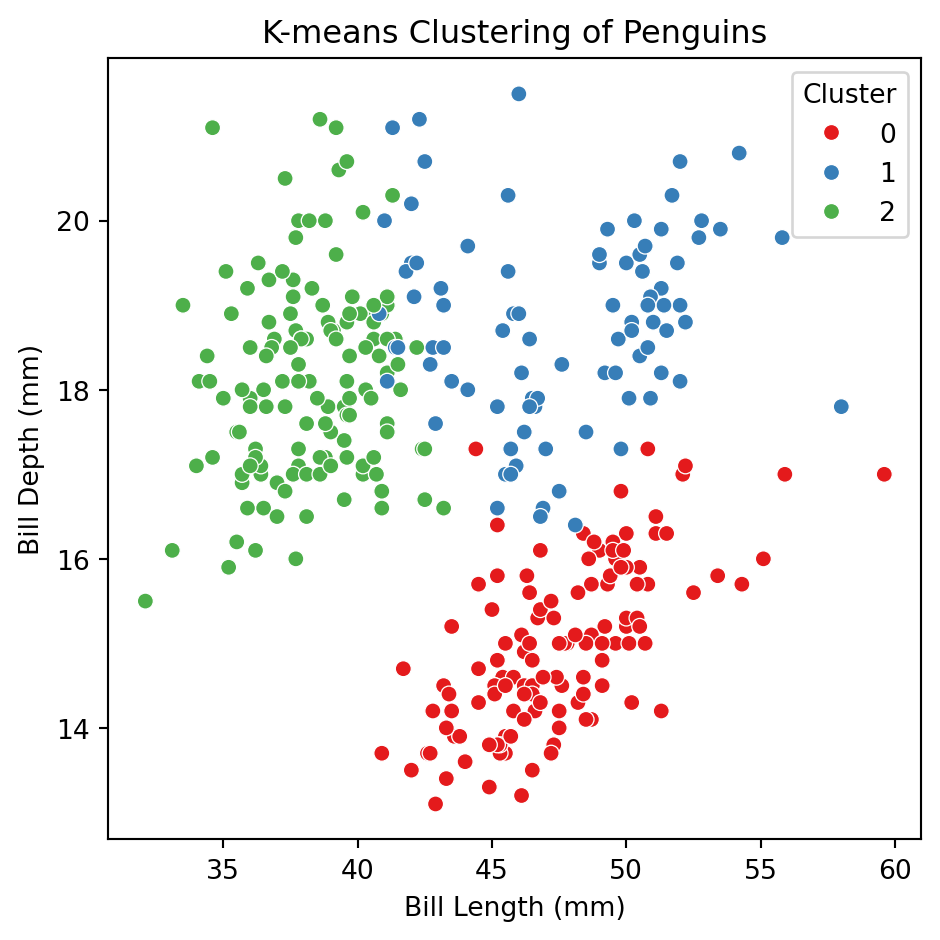 K-means Clustering of Penguins
Cluster
0
1
2
20
18
16
14
Bill Depth (mm)
35 40 45 50 55 60
Bill Length (mm)